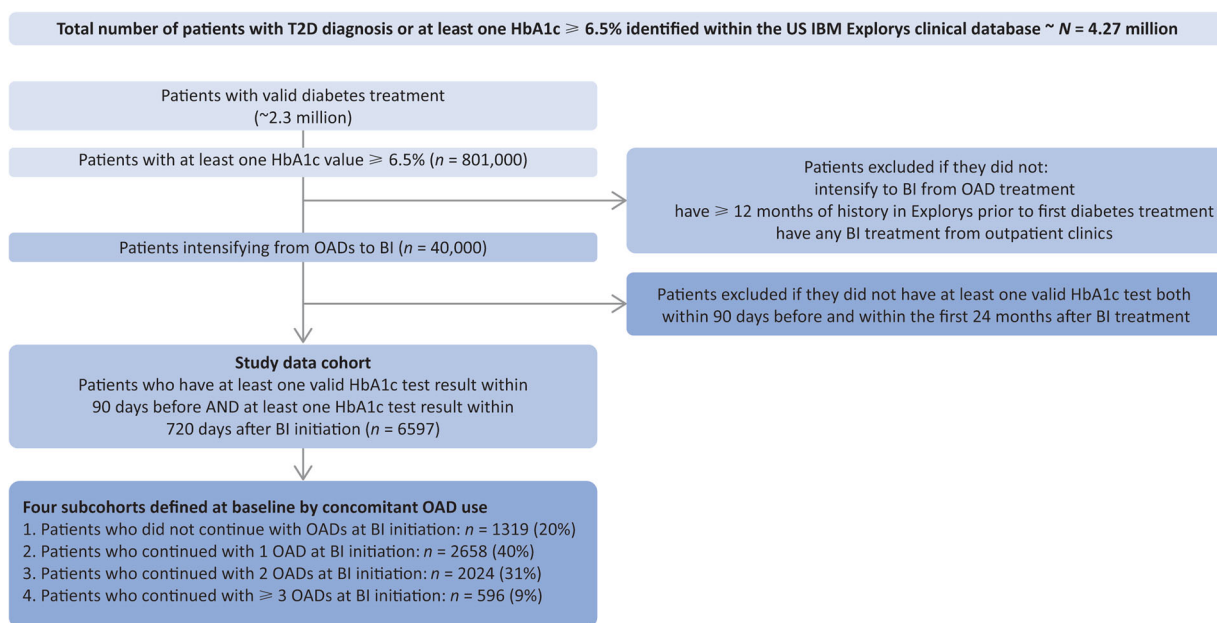 Total number of patients with T2D diagnosis or at least one HbA1c ⩾ 6.5% identified within the US IBM Explorys clinical database ~ N = 4.27 million
Patients with valid diabetes treatment
(~2.3 million)
Patients with at least one HbA1c value ⩾ 6.5% (n = 801,000)
Patients excluded if they did not:
intensify to BI from OAD treatment
have ⩾ 12 months of history in Explorys prior to first diabetes treatment
have any BI treatment from outpatient clinics
Patients intensifying from OADs to BI (n = 40,000)
Patients excluded if they did not have at least one valid HbA1c test both
within 90 days before and within the first 24 months after BI treatment
Study data cohort
Patients who have at least one valid HbA1c test result within
90 days before AND at least one HbA1c test result within
720 days after BI initiation (n = 6597)
Four subcohorts defined at baseline by concomitant OAD use
1. Patients who did not continue with OADs at BI initiation: n = 1319 (20%)
2. Patients who continued with 1 OAD at BI initiation: n = 2658 (40%)
3. Patients who continued with 2 OADs at BI initiation: n = 2024 (31%)
4. Patients who continued with ⩾ 3 OADs at BI initiation: n = 596 (9%)